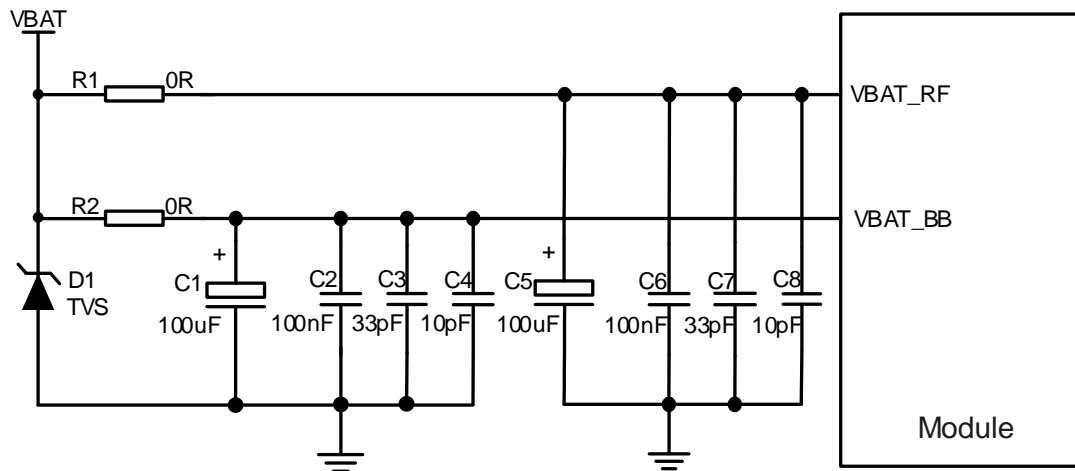 VBAT
R1 0R
VBAT_RF
R2 0R
VBAT_BB
+ +
D1 C1 C2 C3 C4 C5 C6 C7 C8
TVS
100uF 100nF 33pF 10pF 100uF 100nF 33pF 10pF
Module